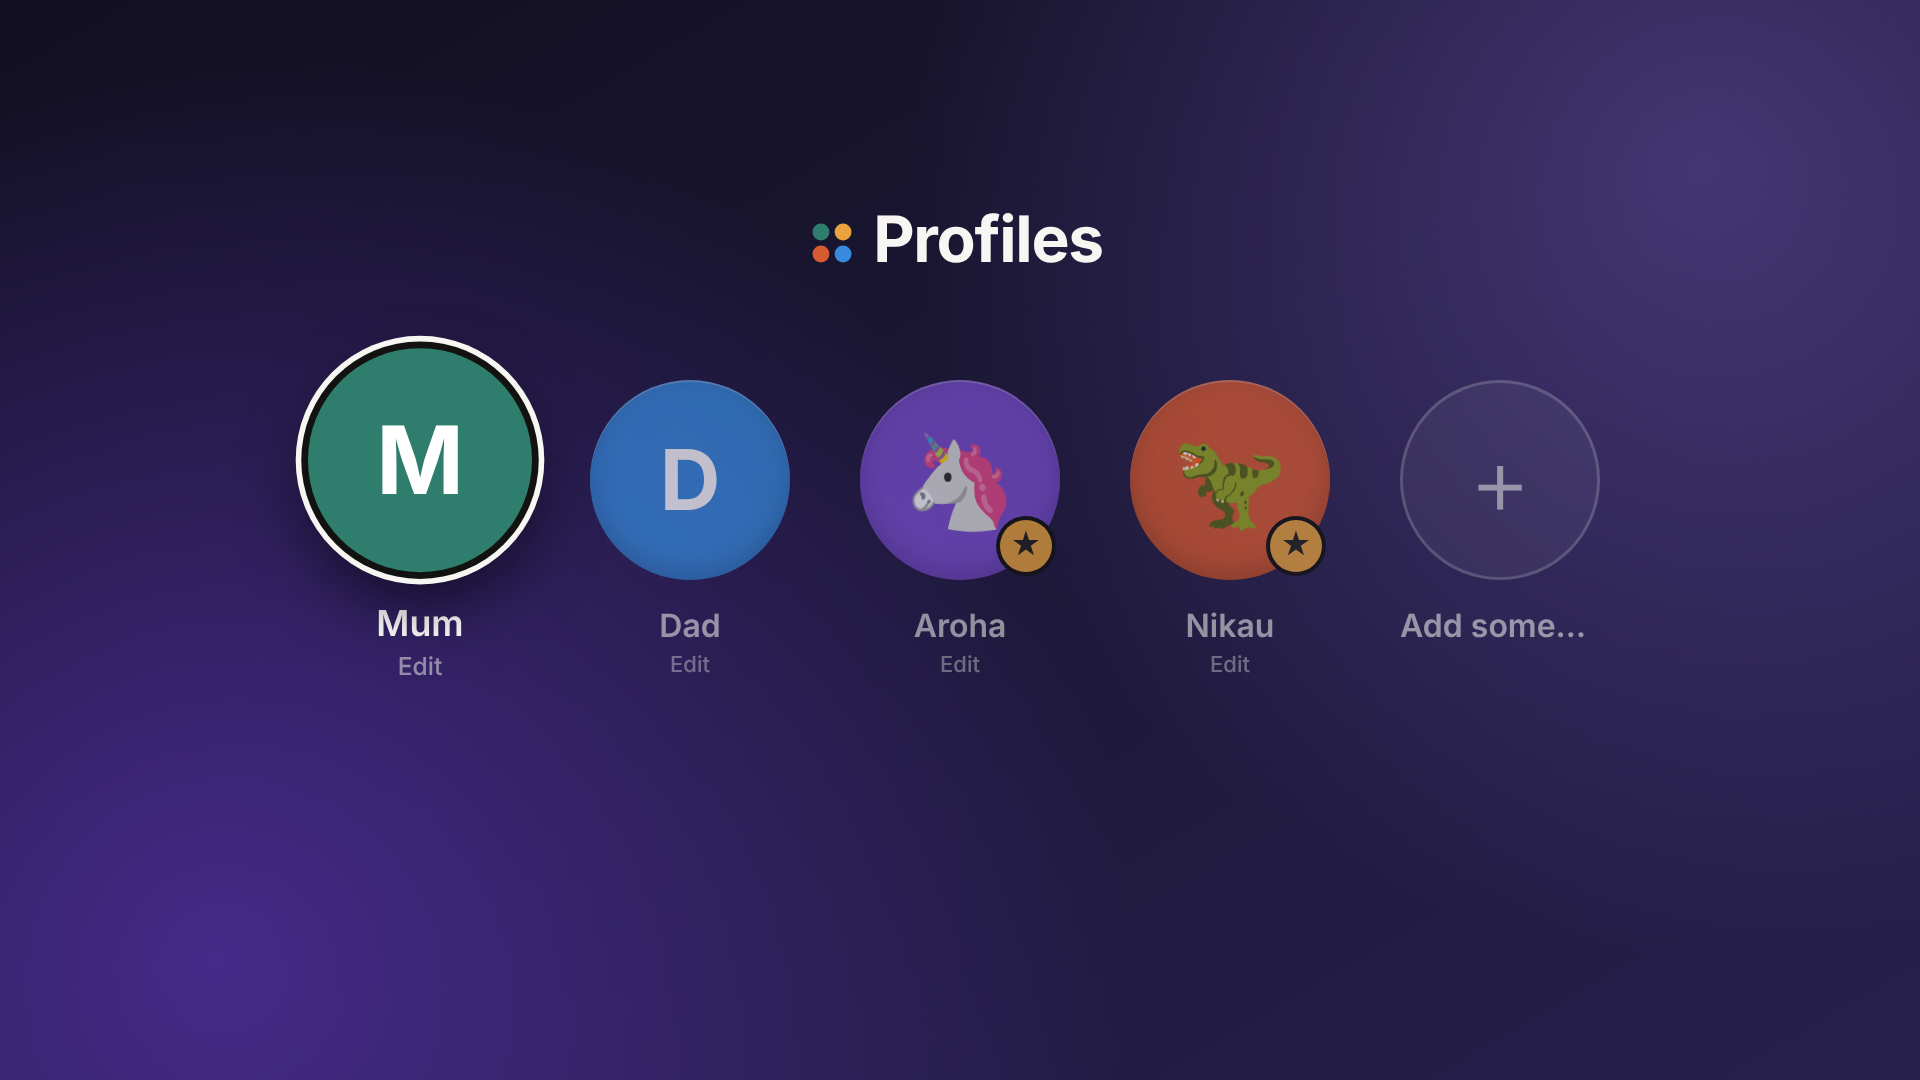 Profiles
M
D
Mum
Dad
Aroha
Nikau
Add some...
Edit
Edit
Edit
Edit